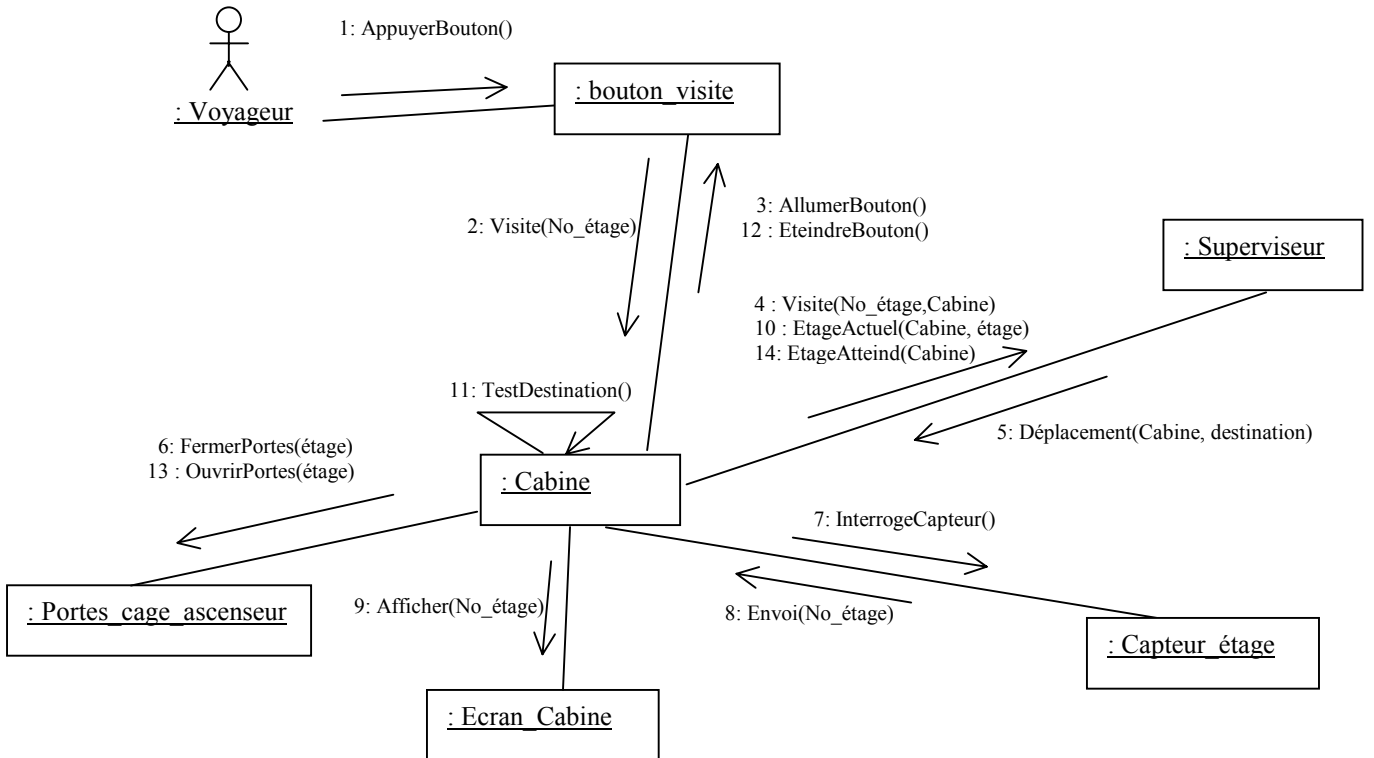 1: AppuyerBouton()
: Voyageur
: bouton_visite
2: Visite(No_étage)
3: AllumerBouton()
12 : EteindreBouton()
: Superviseur
4 : Visite(No_étage,Cabine)
10 : EtageActuel(Cabine, étage)
14: EtageAtteind(Cabine)
11: TestDestination()
5: Déplacement(Cabine, destination)
6: FermerPortes(étage)
13 : OuvrirPortes(étage)
: Cabine
7: InterrogeCapteur()
: Portes_cage_ascenseur
9: Afficher(No_étage)
8: Envoi(No_étage)
: Capteur_étage
: Ecran_Cabine